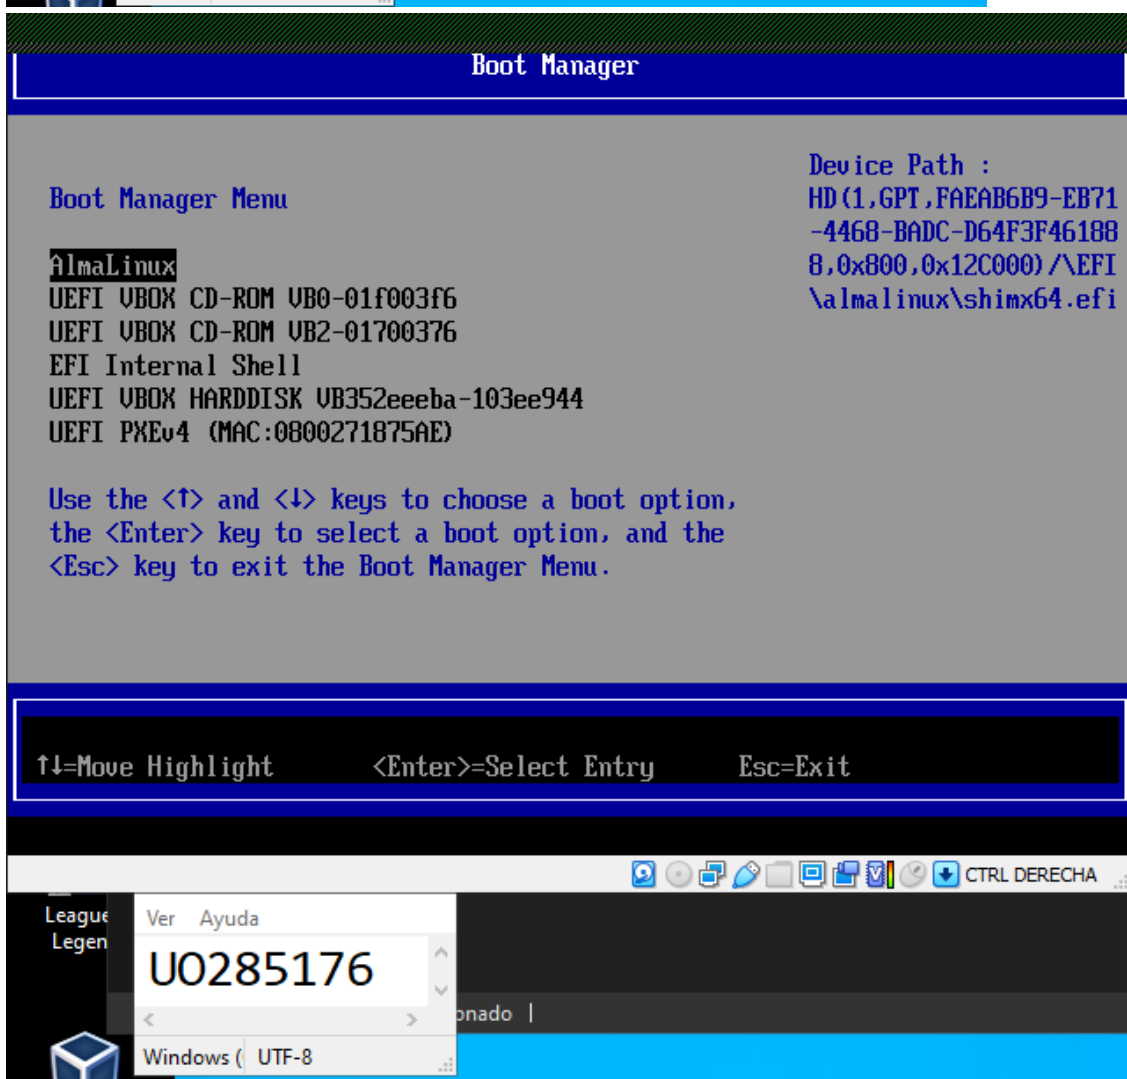 Boot Manager
Boot Manager Menu
AlmaLinux
UEFI VBOX CD-ROM VB0-01f003f6
UEFI VBOX CD-ROM VB2-01700376
EFI Internal Shell
UEFI VBOX HARDDISK VB352eeeba-103ee944
UEFI PXEv4 (MAC:0800271875AE)
Use the <↑> and <↓> keys to choose a boot option,
the <Enter> key to select a boot option, and the
<Esc> key to exit the Boot Manager Menu.
Device Path :
HD(1,GPT,FAEAB6B9-EB71
-4468-BADC-D64F3F46188
8,0x800,0x12C000)/\EFI
\almalinux\shimx64.efi
↑↓=Move Highlight <Enter>=Select Entry Esc=Exit
CTRL DERECHA
League
Legen
Ver Ayuda
UO285176
onado
Windows ( UTF-8